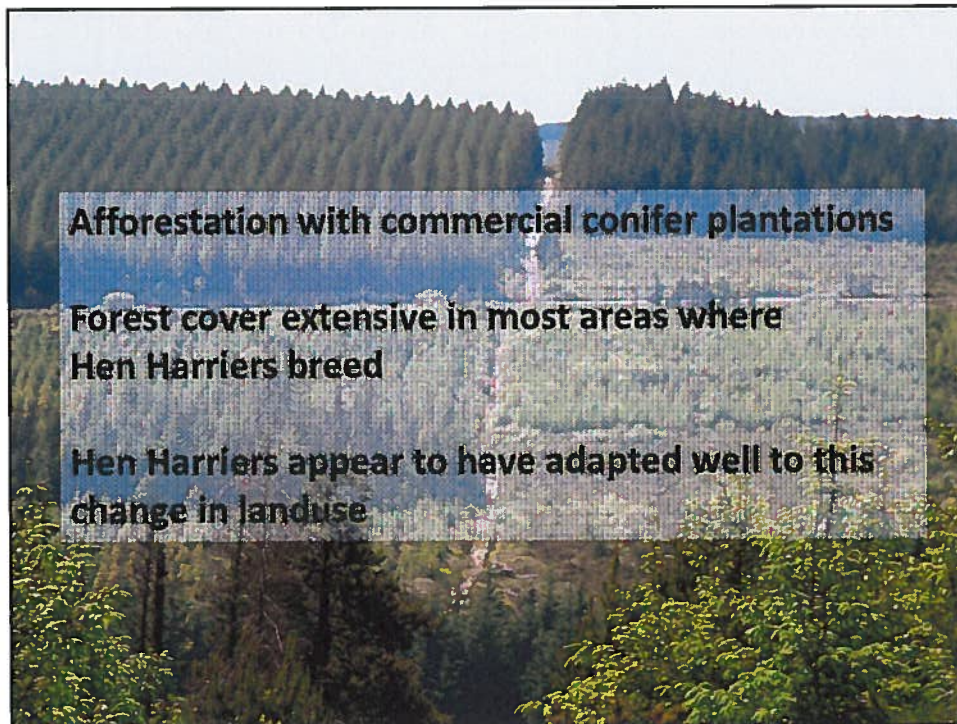 Afforestation with commercial conifer plantations
Forest cover extensive in most areas where
Hen Harriers breed
Hen Harriers appear to have adapted well to this
change in landuse